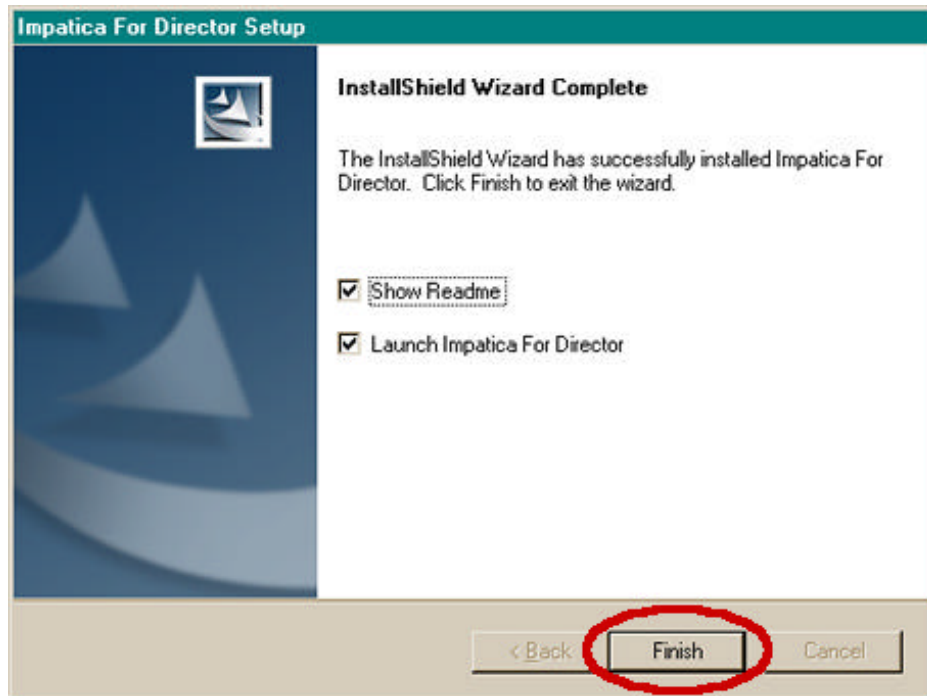 Impatica For Director Setup
InstallShield Wizard Complete
The InstallShield Wizard has successfully installed Impatica For
Director. Click Finish to exit the wizard.
Show Readme
Launch Impatica For Director
< Back Finish Cancel